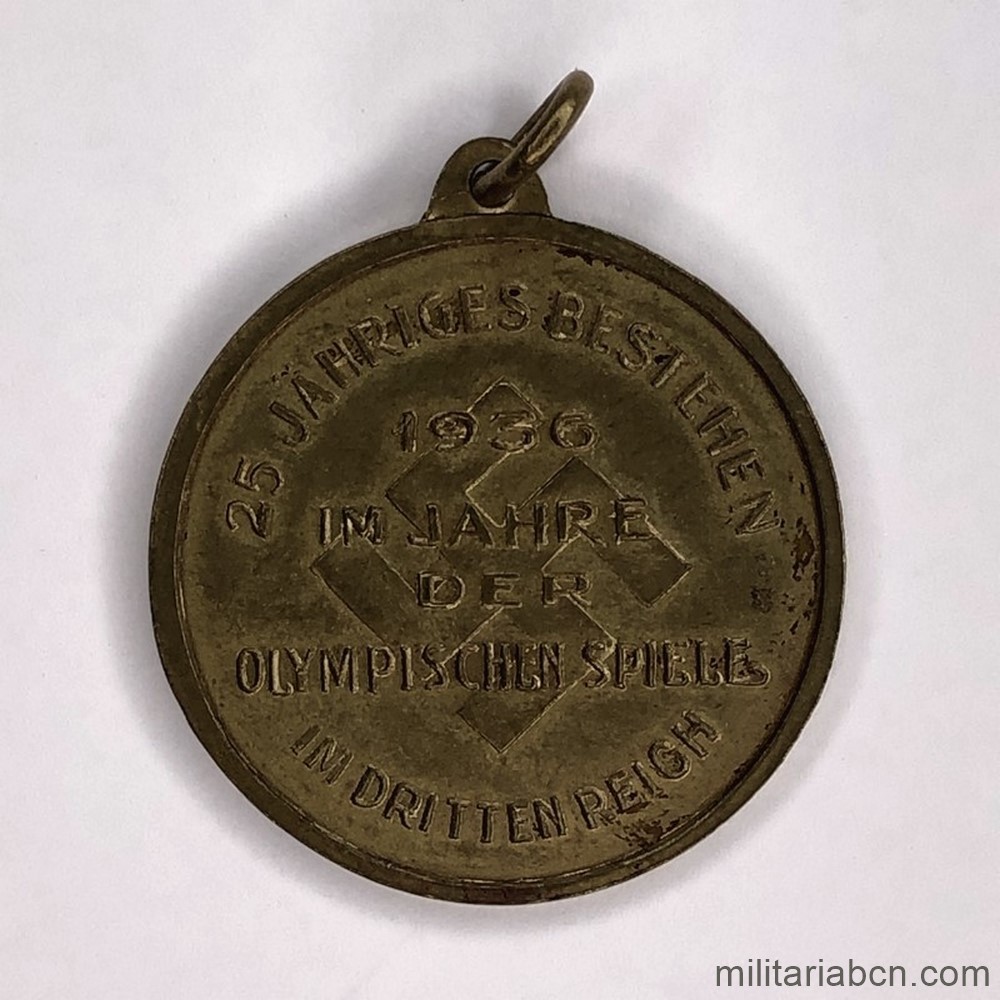 25 JÄHRIGES BESTEHEN
1936
IM JAHRE
DER
OLYMPISCHEN SPIELE
IM DRITTEN REICH
militariabcn.com